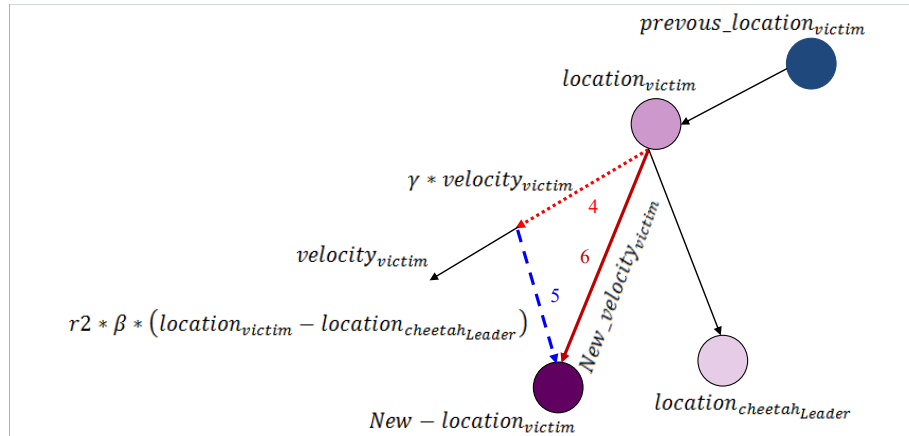 prevous_location_victim
location_victim
γ * velocity_victim
4
New_velocity_victim
6
velocity_victim
5
r2 * β * (location_victim − location_cheetah_Leader)
location_cheetah_Leader
New − location_victim